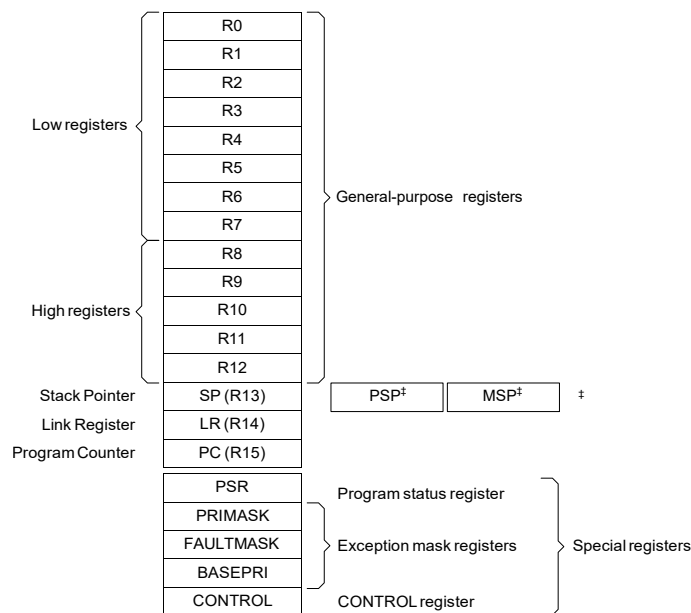 R0
R1
R2
R3
Low registers
R4
R5
R6
General-purpose registers
R7
R8
R9
High registers
R10
R11
R12
Stack Pointer SP (R13) PSP‡ MSP‡ ‡
Link Register LR (R14)
Program Counter PC (R15)
PSR Program status register
PRIMASK
FAULTMASK Exception mask registers Special registers
BASEPRI
CONTROL CONTROL register